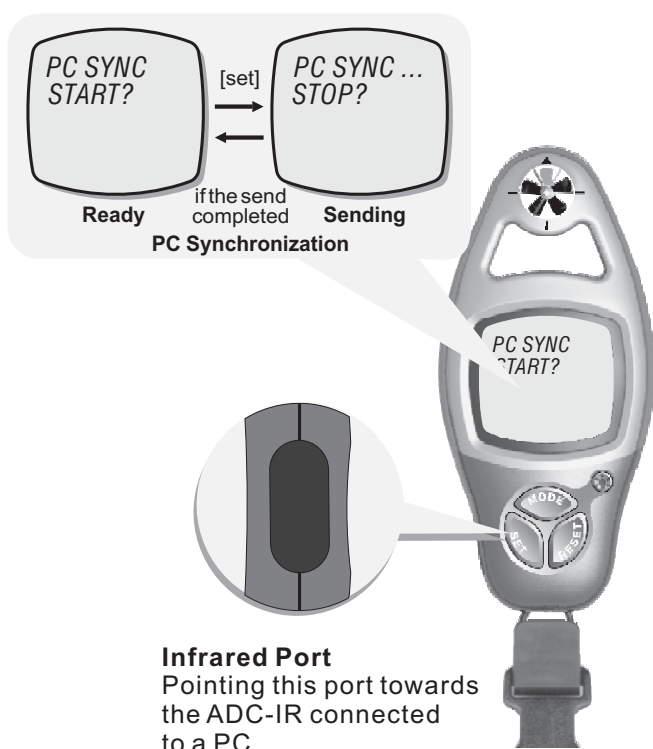 PC SYNC
START?
[set]
PC SYNC ...
STOP?
if the send
completed
Ready
Sending
PC Synchronization
PC SYNC
START?
MODE
SET
RESET
Infrared Port
Pointing this port towards
the ADC-IR connected
to a PC